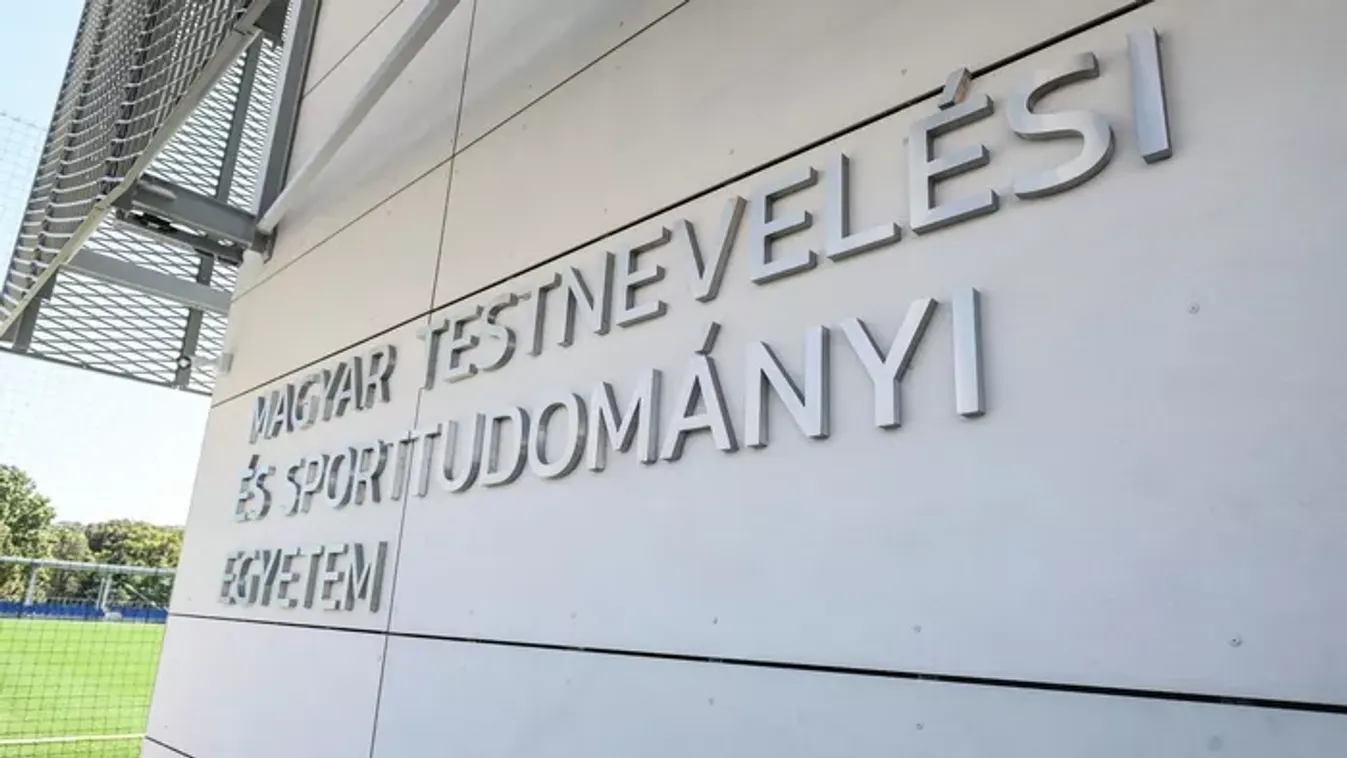 MAGYAR TESTNEVELÉSI
ÉS SPORTTUDOMÁNYI
EGYETEM